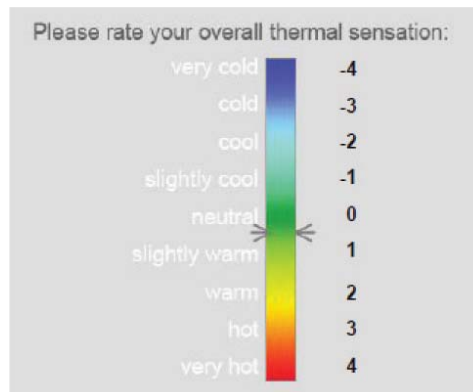 Please rate your overall thermal sensation:
very cold -4
cold -3
cool -2
slightly cool -1
neutral 0
slightly warm 1
warm 2
hot 3
very hot 4